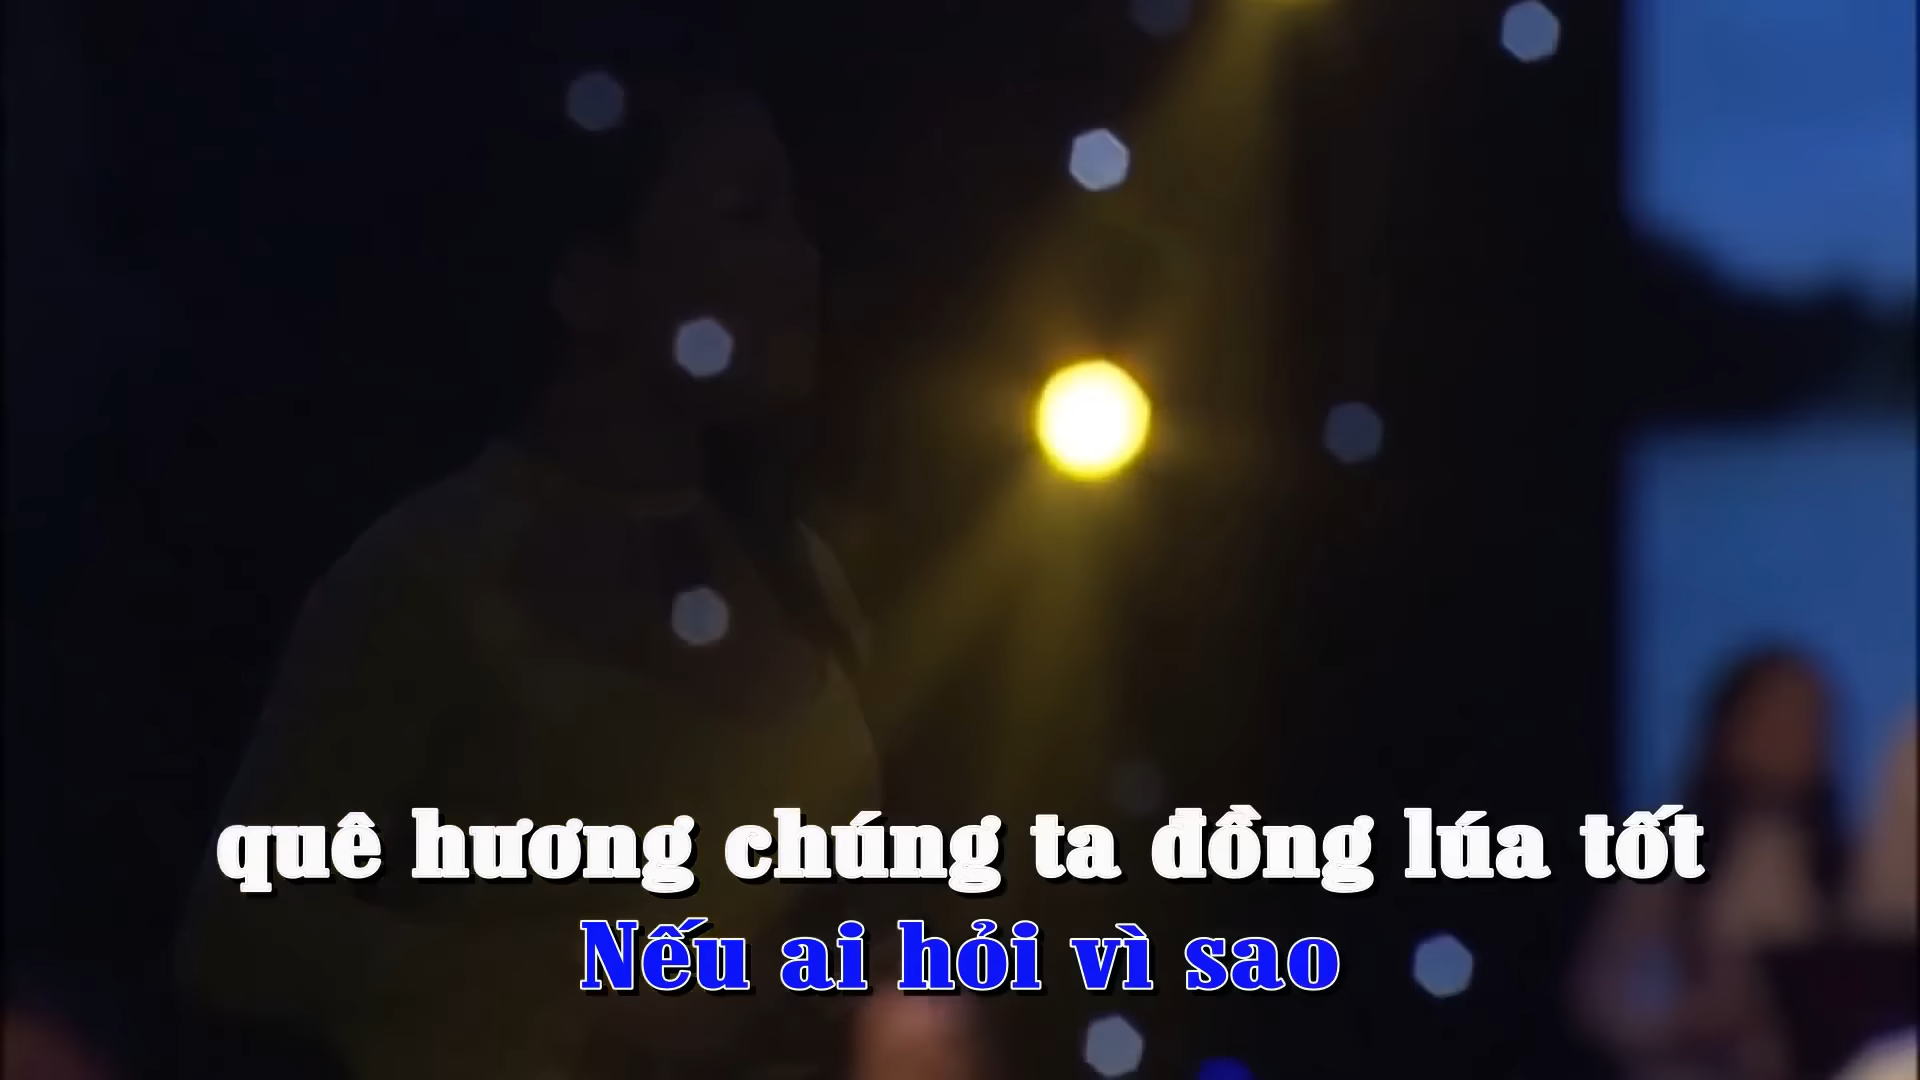 quê hương chúng ta đồng lúa tốt
Nếu ai hỏi vì sao